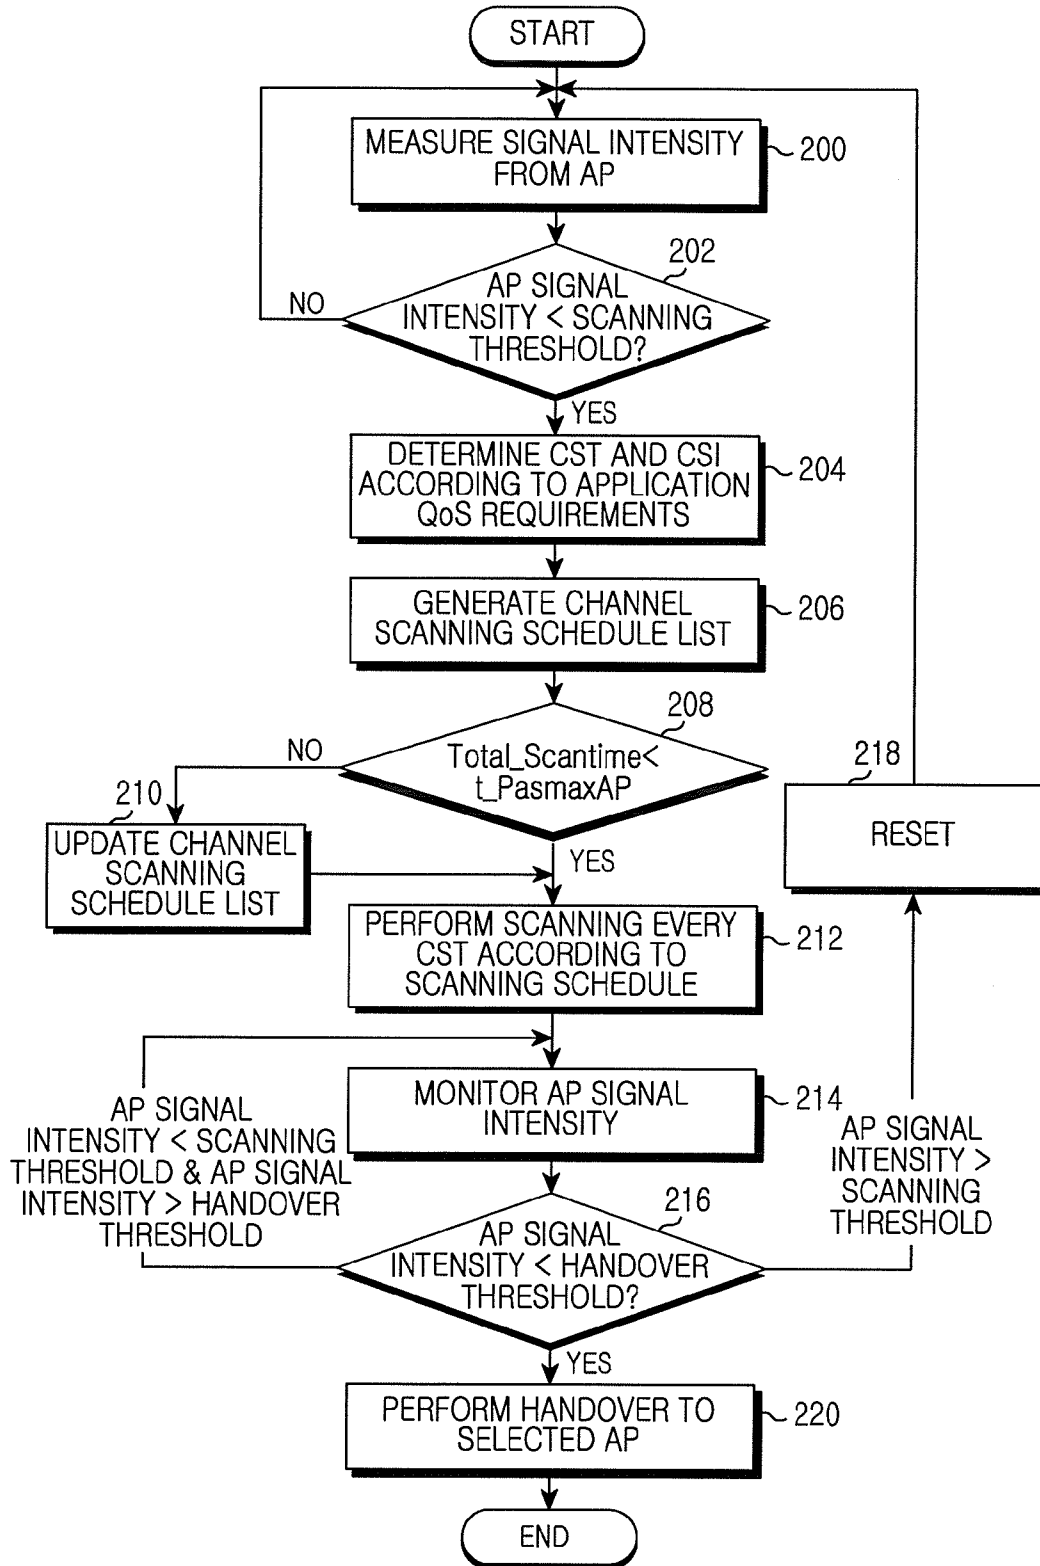 START
MEASURE SIGNAL INTENSITY
FROM AP
200
202
AP SIGNAL
INTENSITY < SCANNING
THRESHOLD?
NO
YES
DETERMINE CST AND CSI
ACCORDING TO APPLICATION
QoS REQUIREMENTS
204
GENERATE CHANNEL
SCANNING SCHEDULE LIST
206
208
Total_Scantime<
t_PasmaxAP
NO
YES
210
UPDATE CHANNEL
SCANNING
SCHEDULE LIST
218
RESET
PERFORM SCANNING EVERY
CST ACCORDING TO
SCANNING SCHEDULE
212
MONITOR AP SIGNAL
INTENSITY
214
AP SIGNAL
INTENSITY < SCANNING
THRESHOLD & AP SIGNAL
INTENSITY > HANDOVER
THRESHOLD
AP SIGNAL
INTENSITY >
SCANNING
THRESHOLD
216
AP SIGNAL
INTENSITY < HANDOVER
THRESHOLD?
YES
PERFORM HANDOVER TO
SELECTED AP
220
END